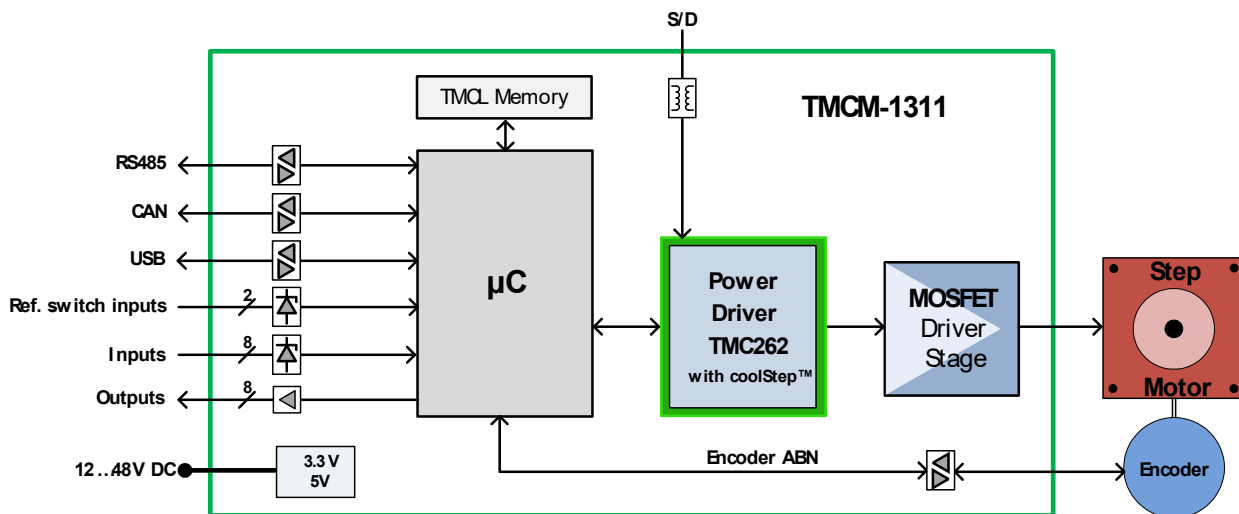 S/D
TMCM-1311
TMCL Memory
RS485
CAN
USB
Ref. switch inputs
2
Inputs
8
Outputs
8
12...48V DC
3.3 V
5V
µC
Power
Driver
TMC262
with coolStep™
MOSFET
Driver
Stage
Step
Motor
Encoder ABN
Encoder